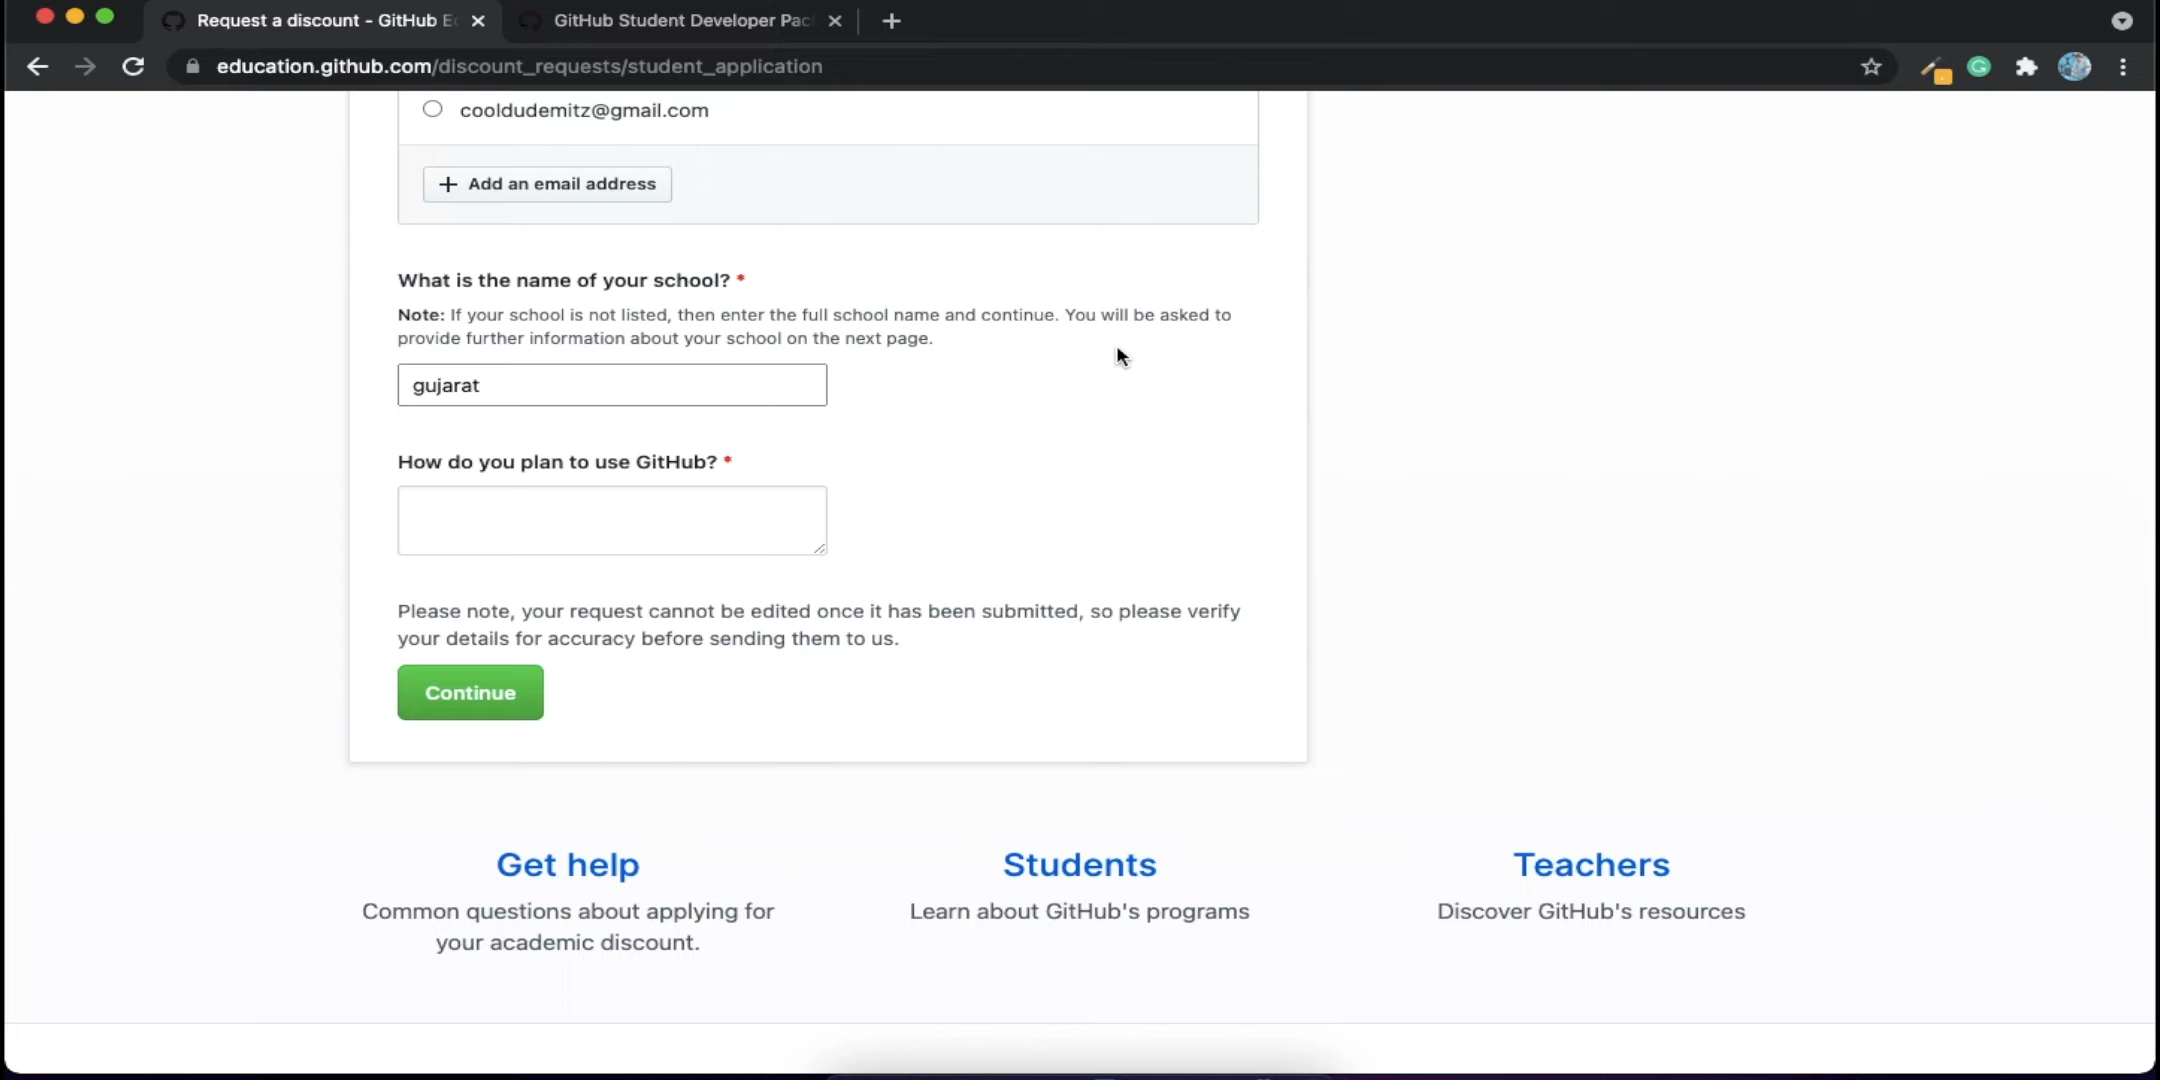 Request a discount - GitHub E
GitHub Student Developer Pac
education.github.com/discount_requests/student_application
cooldudemitz@gmail.com
+ Add an email address
What is the name of your school? *
Note: If your school is not listed, then enter the full school name and continue. You will be asked to
provide further information about your school on the next page.
gujarat
How do you plan to use GitHub? *
Please note, your request cannot be edited once it has been submitted, so please verify
your details for accuracy before sending them to us.
Continue
Get help
Common questions about applying for
your academic discount.
Students
Learn about GitHub's programs
Teachers
Discover GitHub's resources